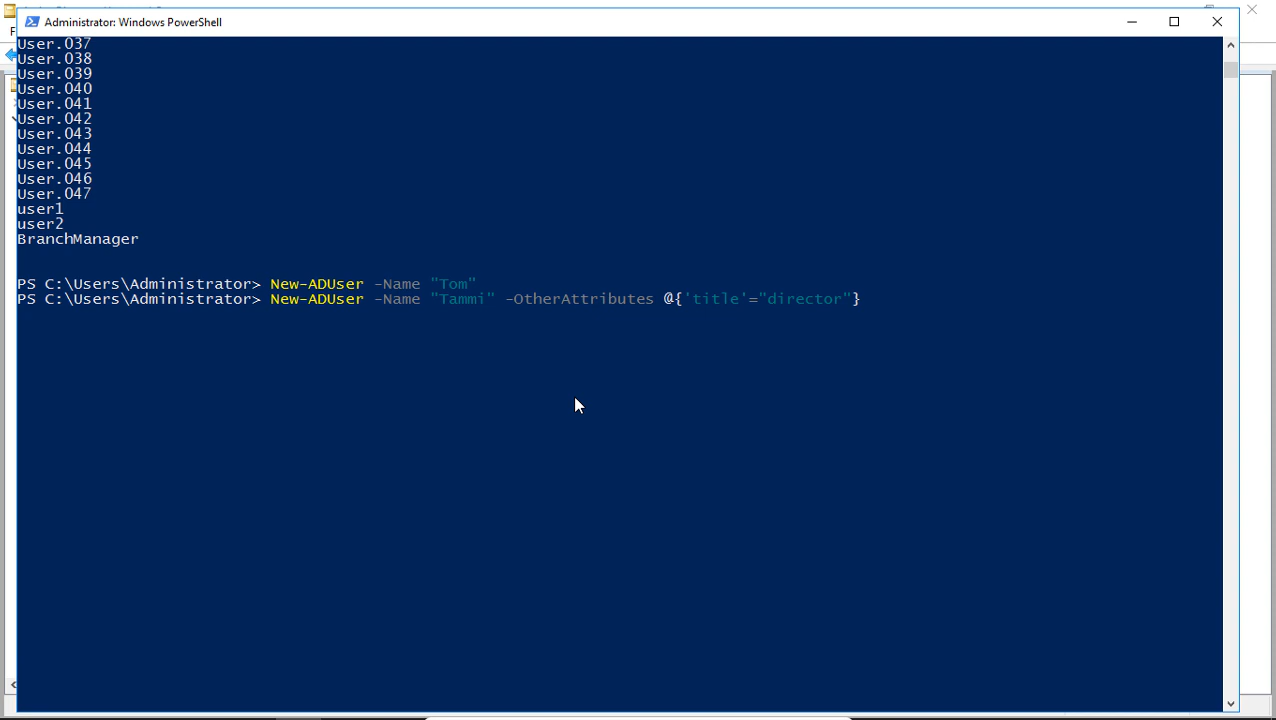 Administrator: Windows PowerShell
User.037
User.038
User.039
User.040
User.041
User.042
User.043
User.044
User.045
User.046
User.047
user1
user2
BranchManager
PS C:\Users\Administrator> New-ADUser -Name "Tom"
PS C:\Users\Administrator> New-ADUser -Name "Tammi" -OtherAttributes @{'title'="director"}